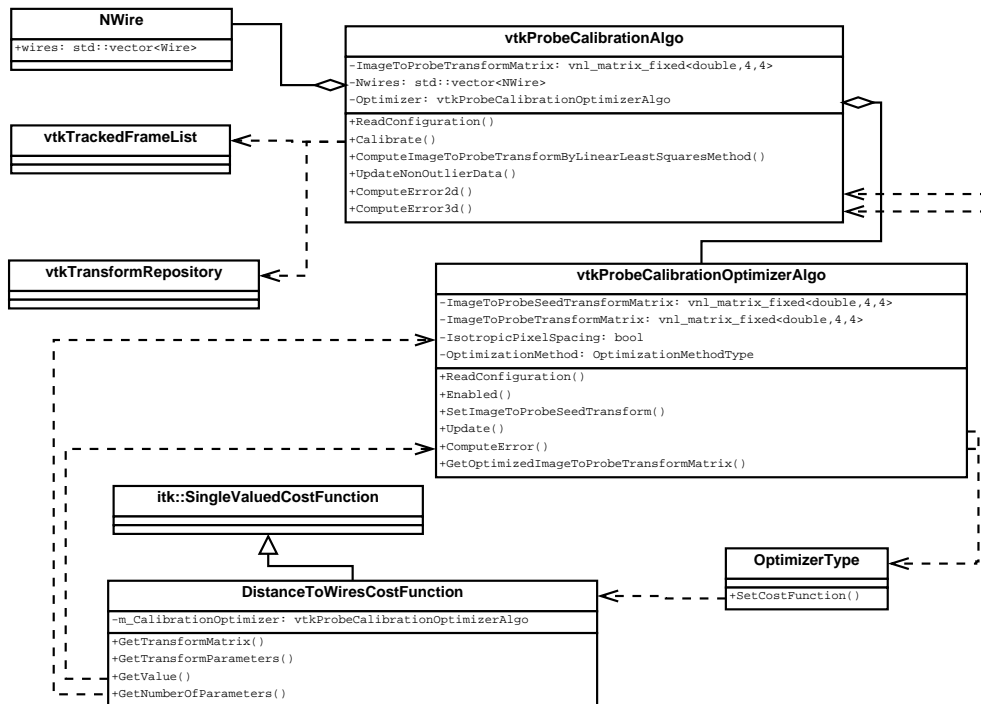 NWire
+wires: std::vector<Wire>
vtkProbeCalibrationAlgo
-ImageToProbeTransformMatrix: vnl_matrix_fixed<double,4,4>
-Nwires: std::vector<NWire>
-Optimizer: vtkProbeCalibrationOptimizerAlgo
+ReadConfiguration()
+Calibrate()
+ComputeImageToProbeTransformByLinearLeastSquaresMethod()
+UpdateNonOutlierData()
+ComputeError2d()
+ComputeError3d()
vtkTrackedFrameList
vtkTransformRepository
vtkProbeCalibrationOptimizerAlgo
-ImageToProbeSeedTransformMatrix: vnl_matrix_fixed<double,4,4>
-ImageToProbeTransformMatrix: vnl_matrix_fixed<double,4,4>
-IsotropicPixelSpacing: bool
-OptimizationMethod: OptimizationMethodType
+ReadConfiguration()
+Enabled()
+SetImageToProbeSeedTransform()
+Update()
+ComputeError()
+GetOptimizedImageToProbeTransformMatrix()
itk::SingleValuedCostFunction
OptimizerType
+SetCostFunction()
DistanceToWiresCostFunction
-m_CalibrationOptimizer: vtkProbeCalibrationOptimizerAlgo
+GetTransformMatrix()
+GetTransformParameters()
+GetValue()
+GetNumberOfParameters()